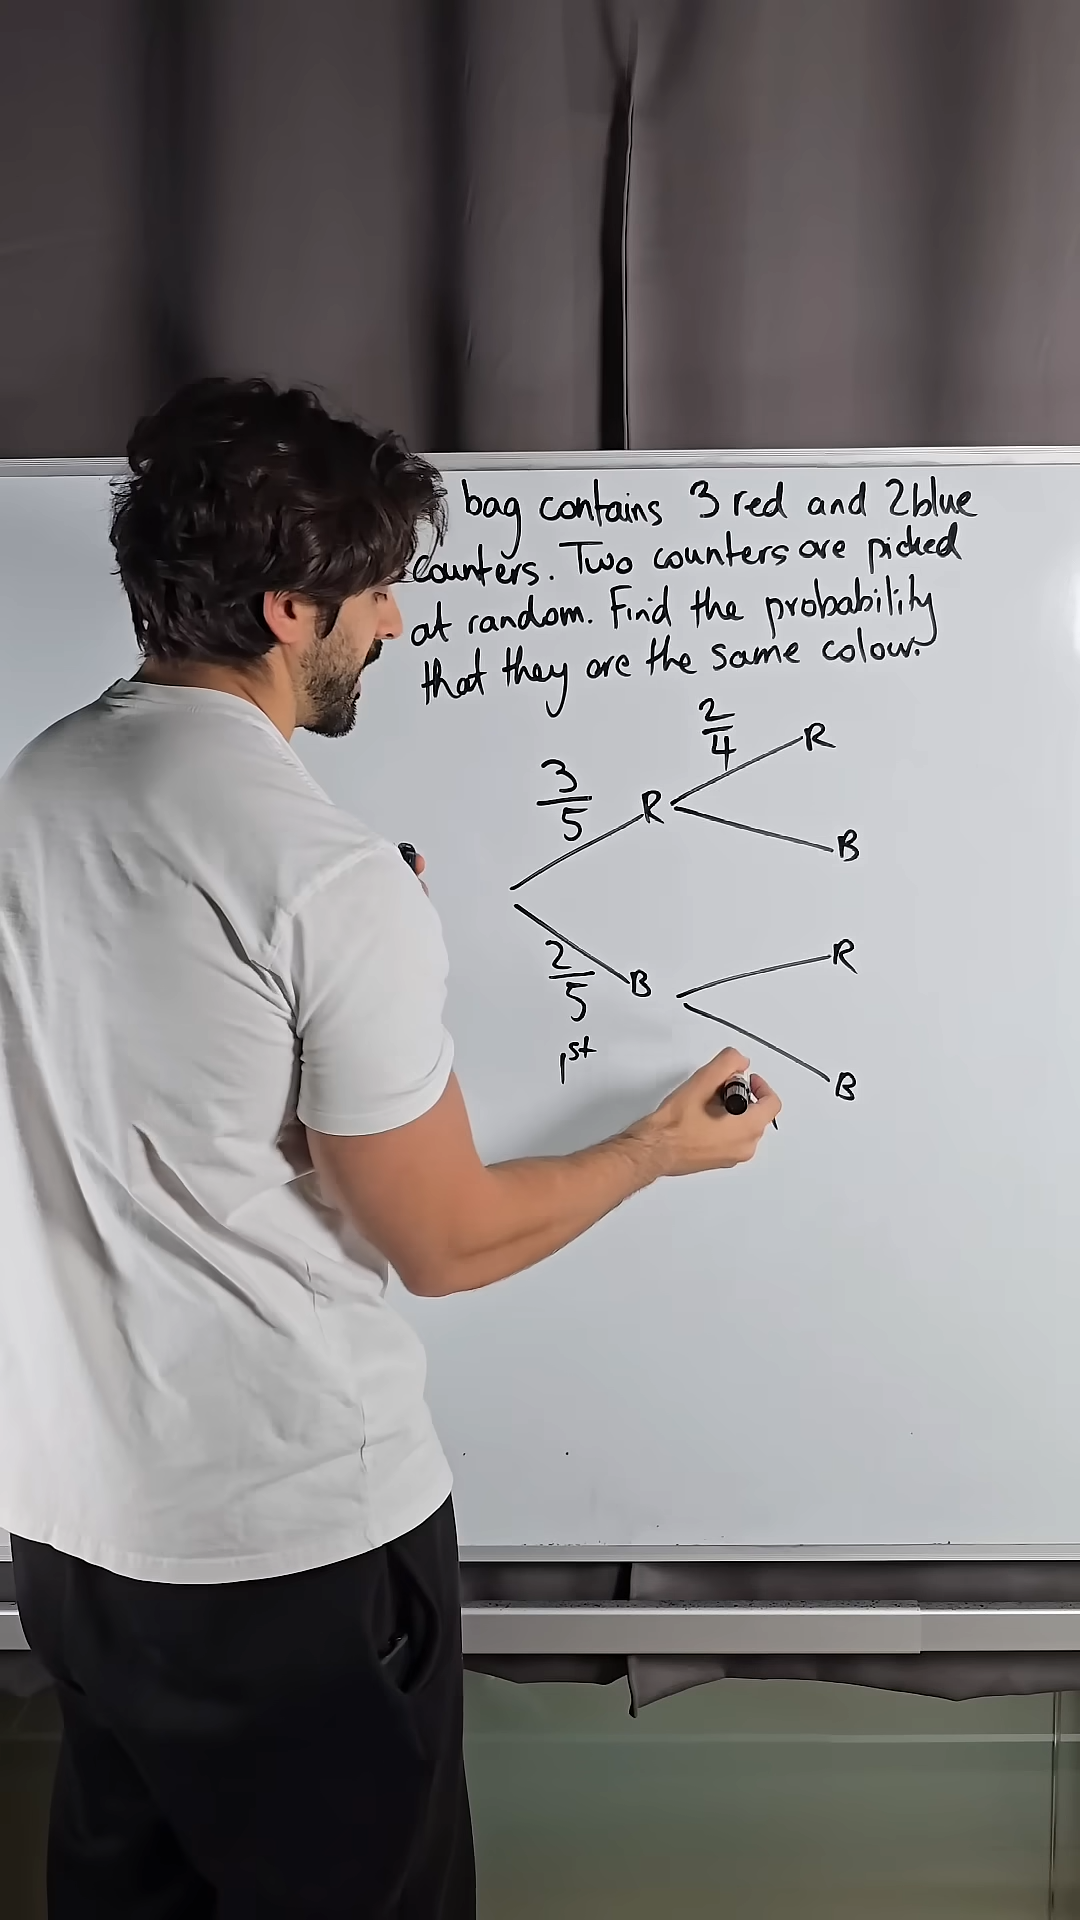 bag contains 3 red and 2 blue
counters. Two counters are picked
at random. Find the probability
that they are the same colour.
2/4
R
3/5
R
B
2/5
B
R
B
1st